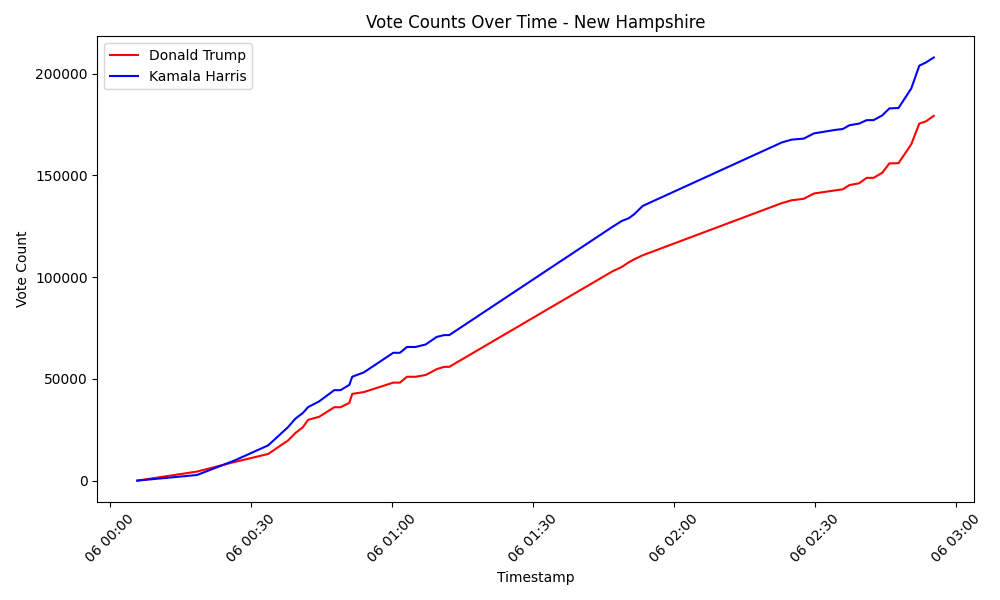 Vote Counts Over Time - New Hampshire
Donald Trump
Kamala Harris
Vote Count
200000
150000
100000
50000
0
06 00:00
06 00:30
06 01:00
06 01:30
06 02:00
06 02:30
06 03:00
Timestamp